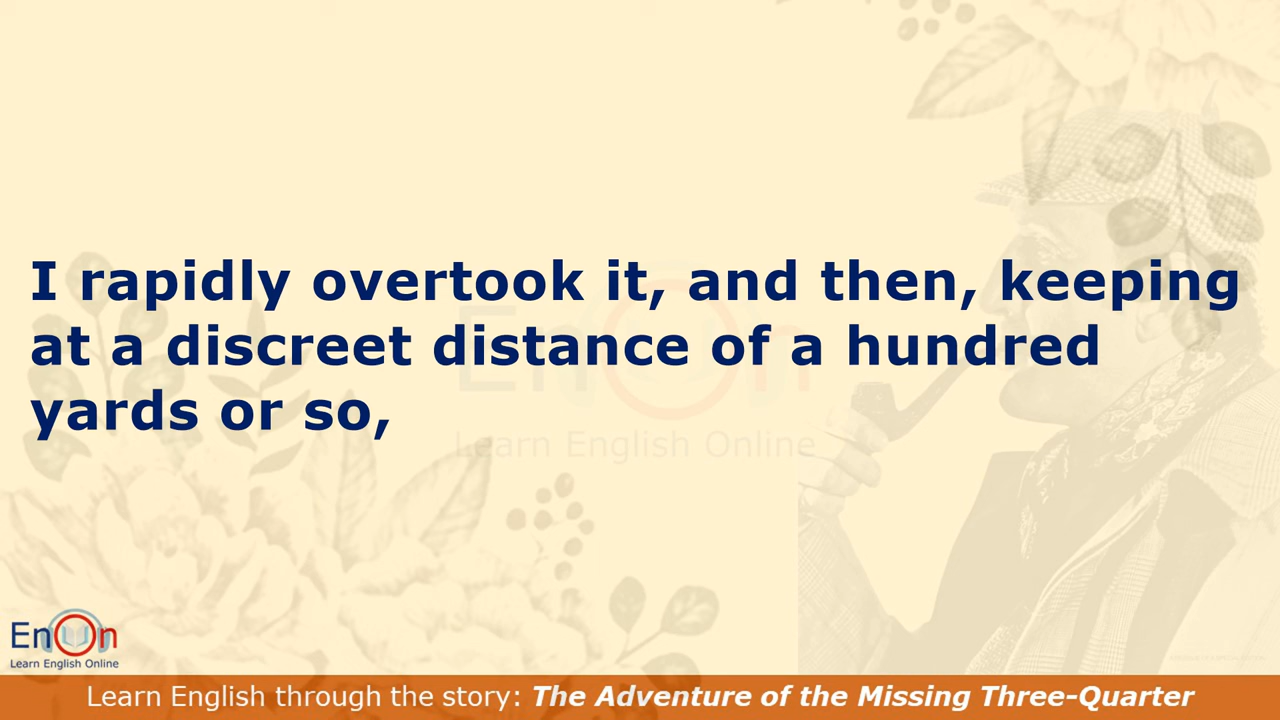 I rapidly overtook it, and then, keeping
at a discreet distance of a hundred
yards or so,
EnOn
Learn English Online
EnOn
Learn English Online
Learn English through the story: The Adventure of the Missing Three-Quarter